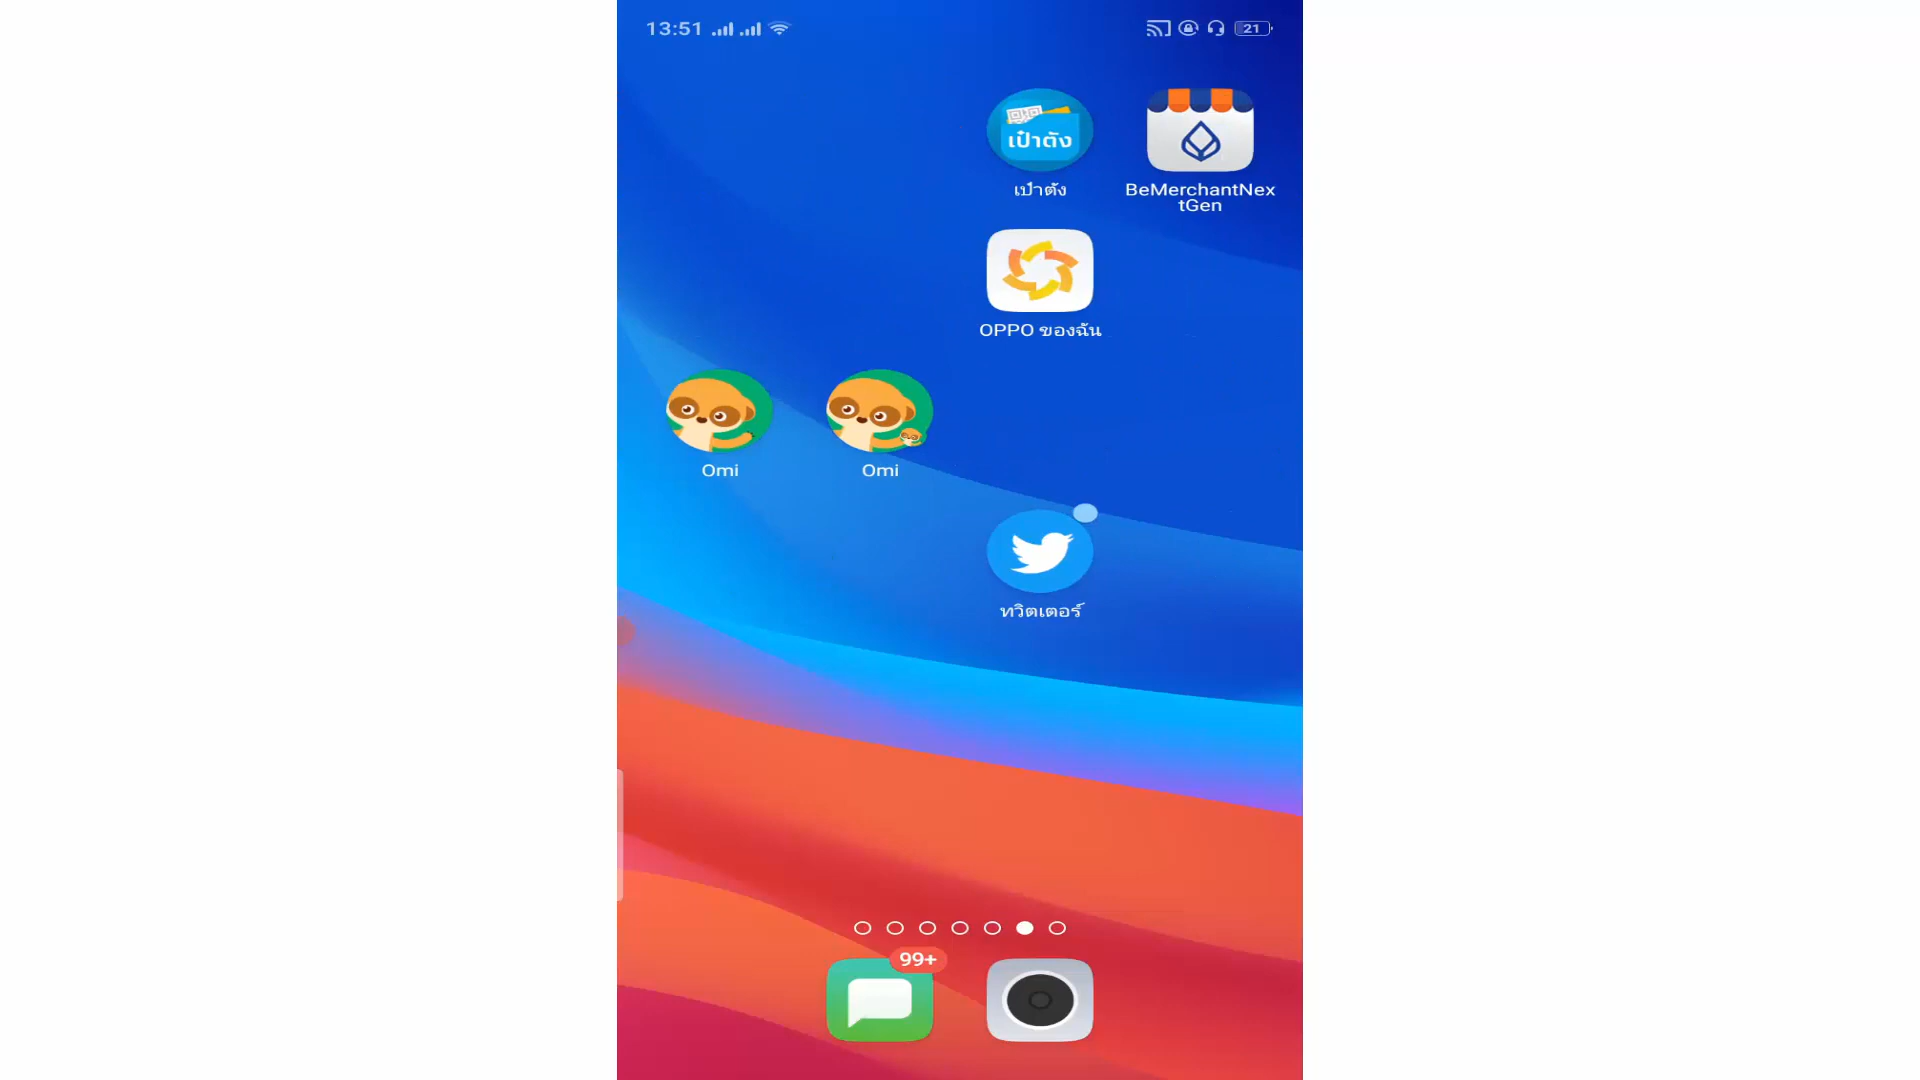 13:51
21
เป๋าตัง
เป๋าตัง
BeMerchantNex
tGen
OPPO ของฉัน
Omi
Omi
ทวิตเตอร์
99+